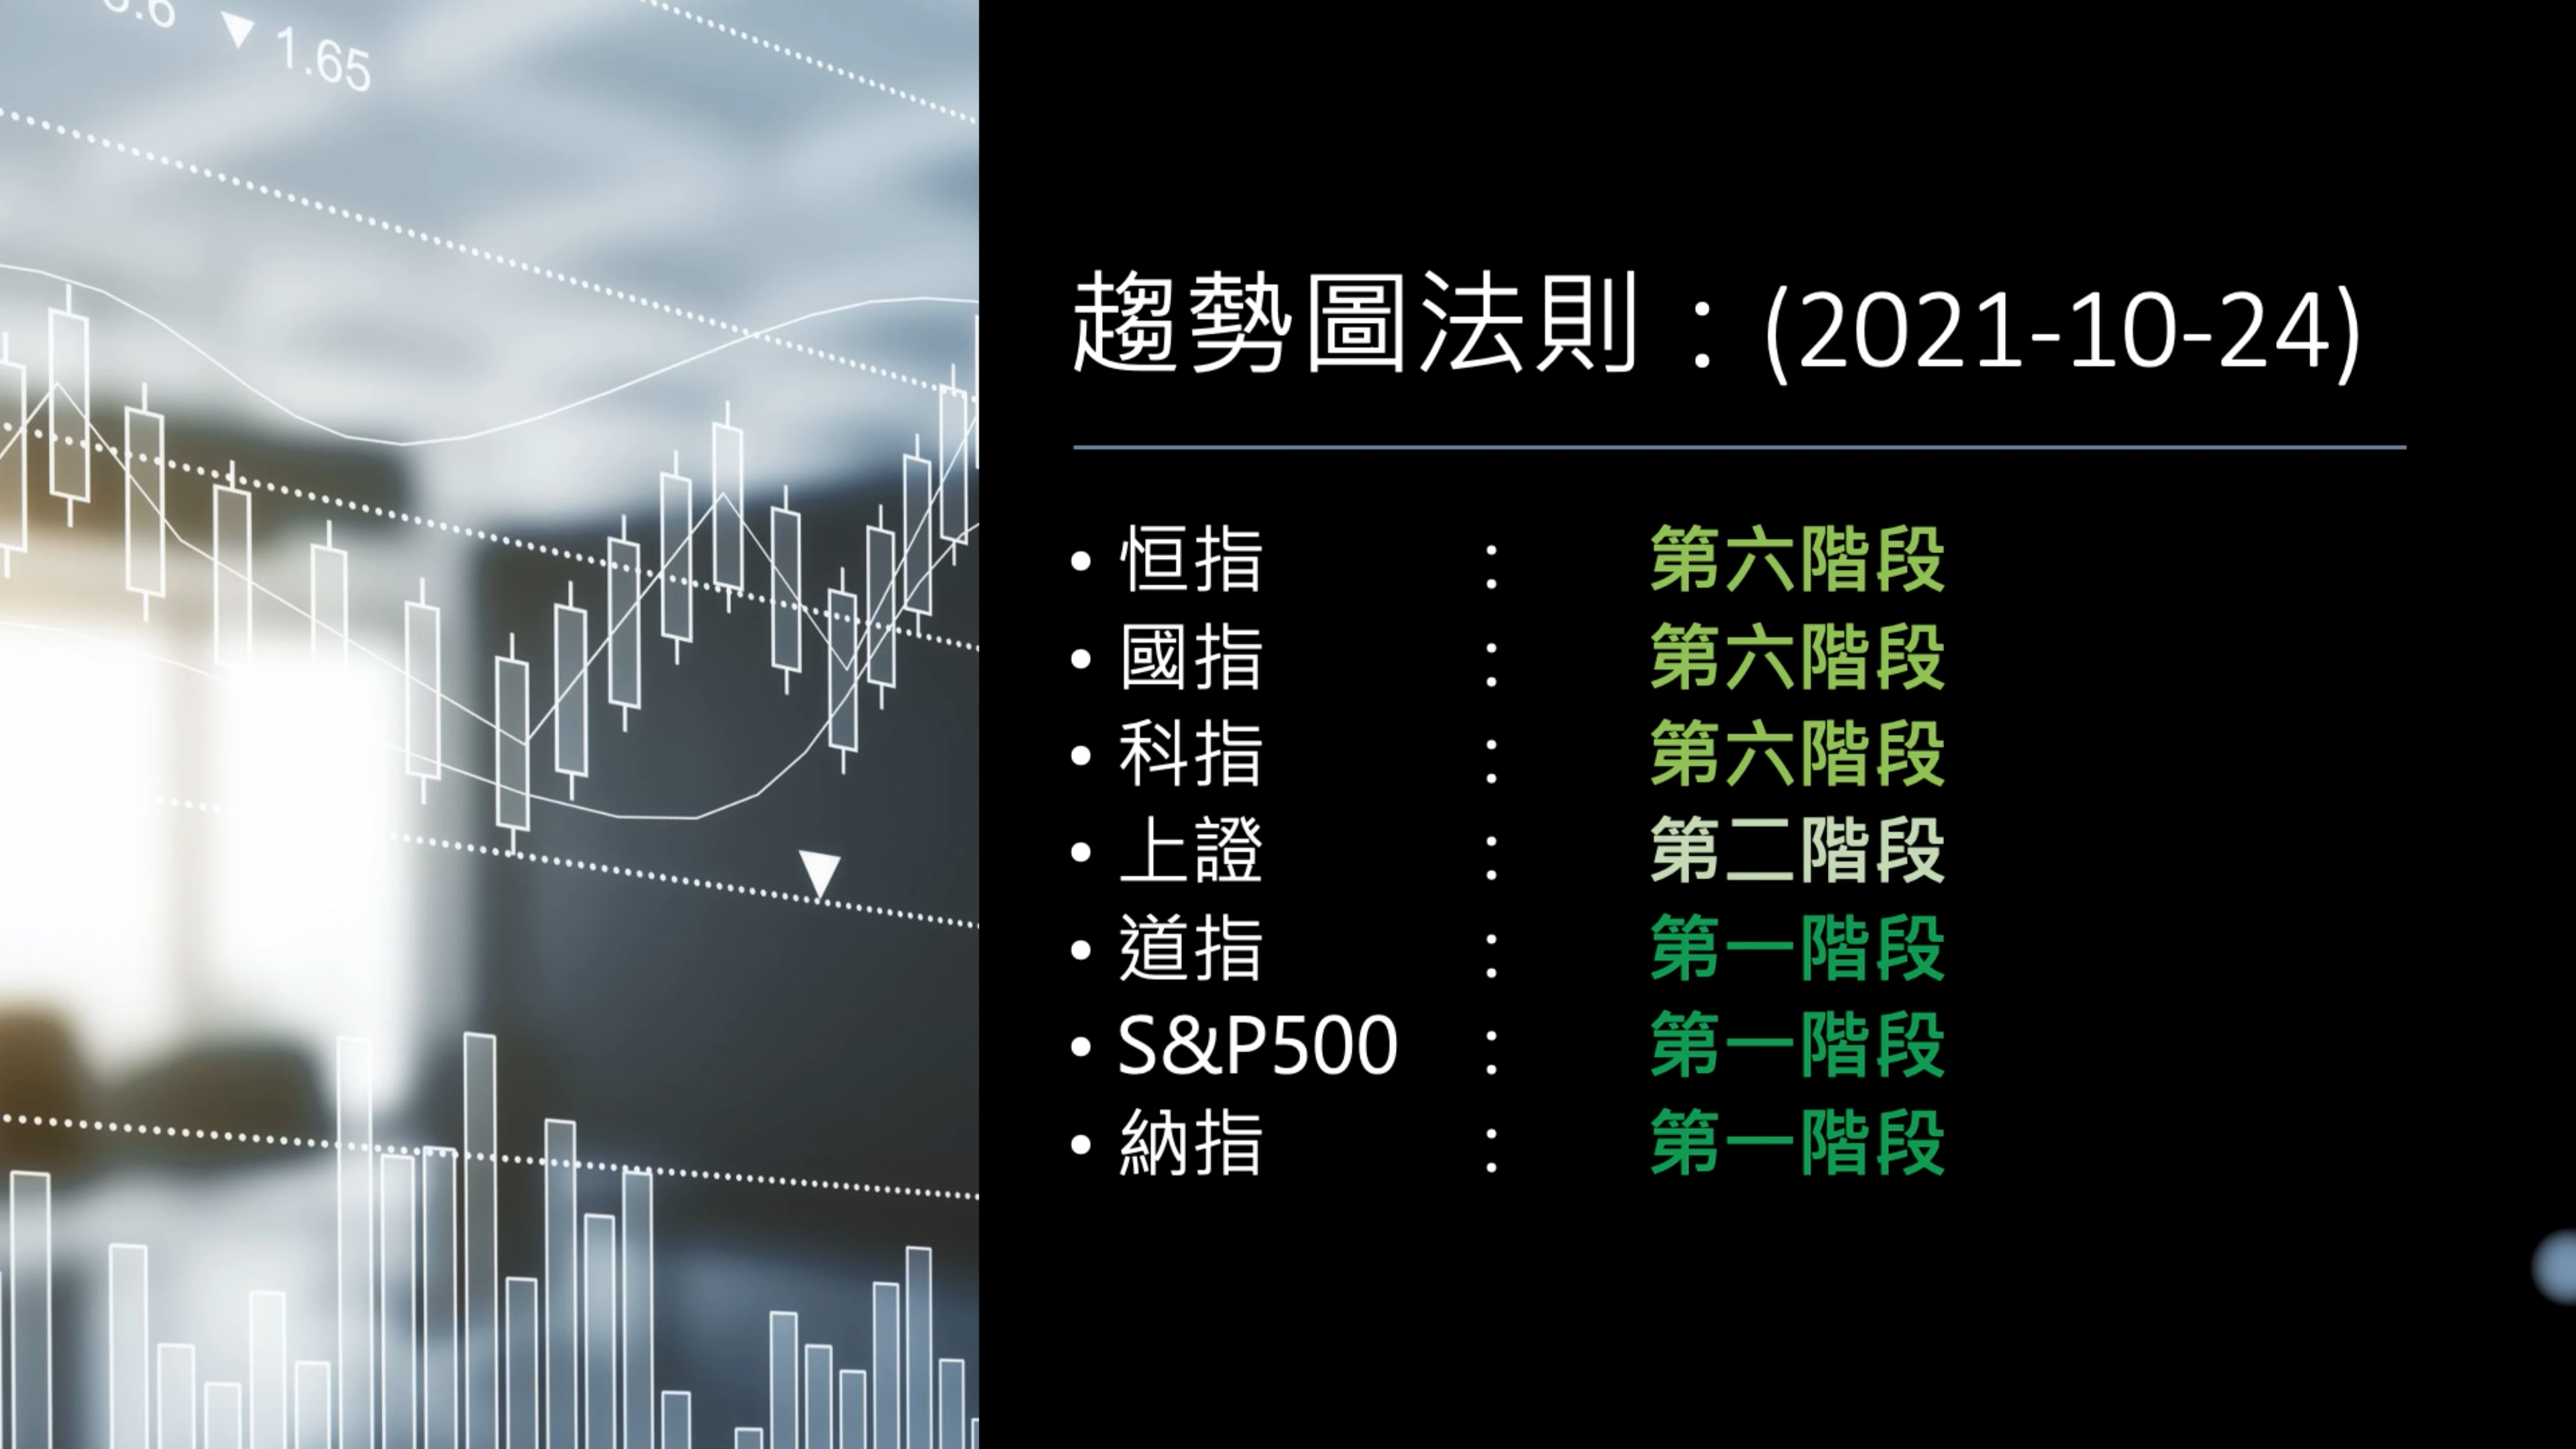 1.65
趨勢圖法則：(2021-10-24)
• 恒指 : 第六階段
• 國指 : 第六階段
• 科指 : 第六階段
• 上證 : 第二階段
• 道指 : 第一階段
• S&P500 : 第一階段
• 納指 : 第一階段